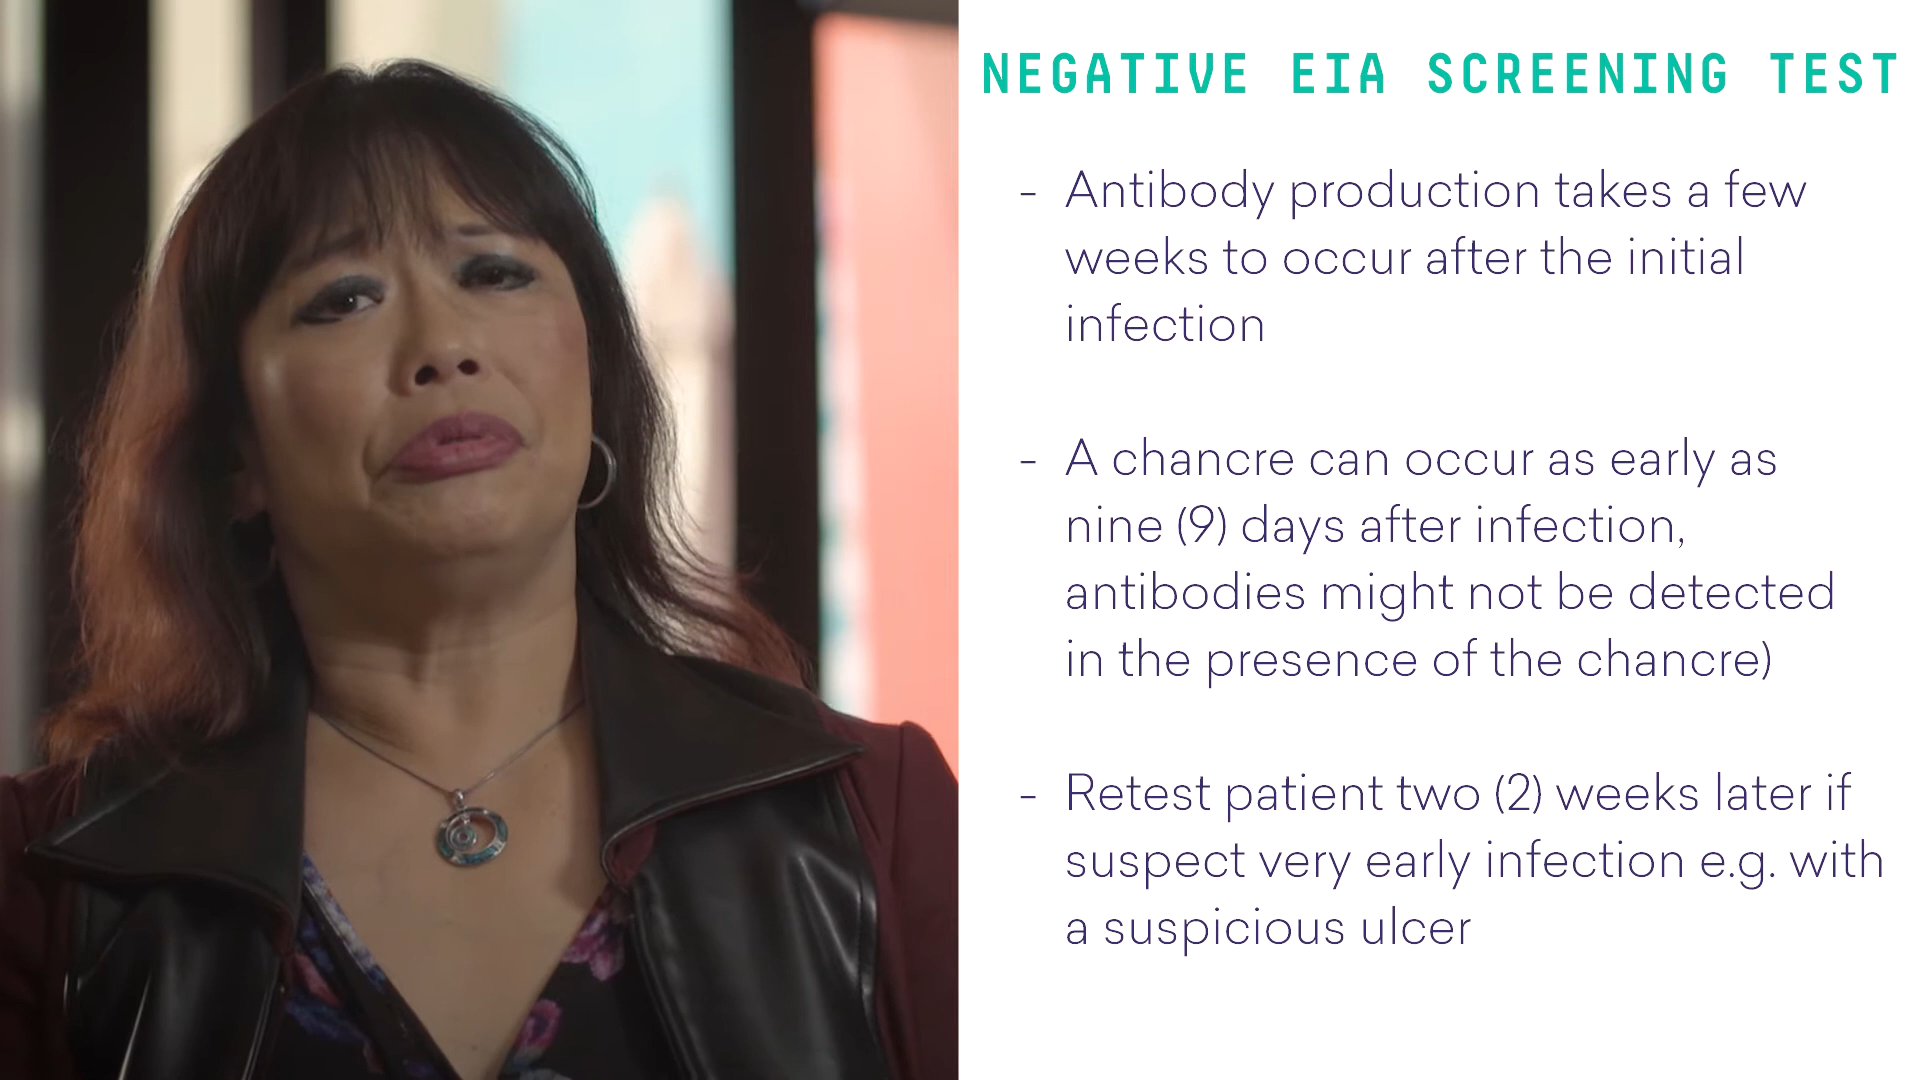 NEGATIVE EIA SCREENING TEST
- Antibody production takes a few
weeks to occur after the initial
infection
- A chancre can occur as early as
nine (9) days after infection,
antibodies might not be detected
in the presence of the chancre)
- Retest patient two (2) weeks later if
suspect very early infection e.g. with
a suspicious ulcer